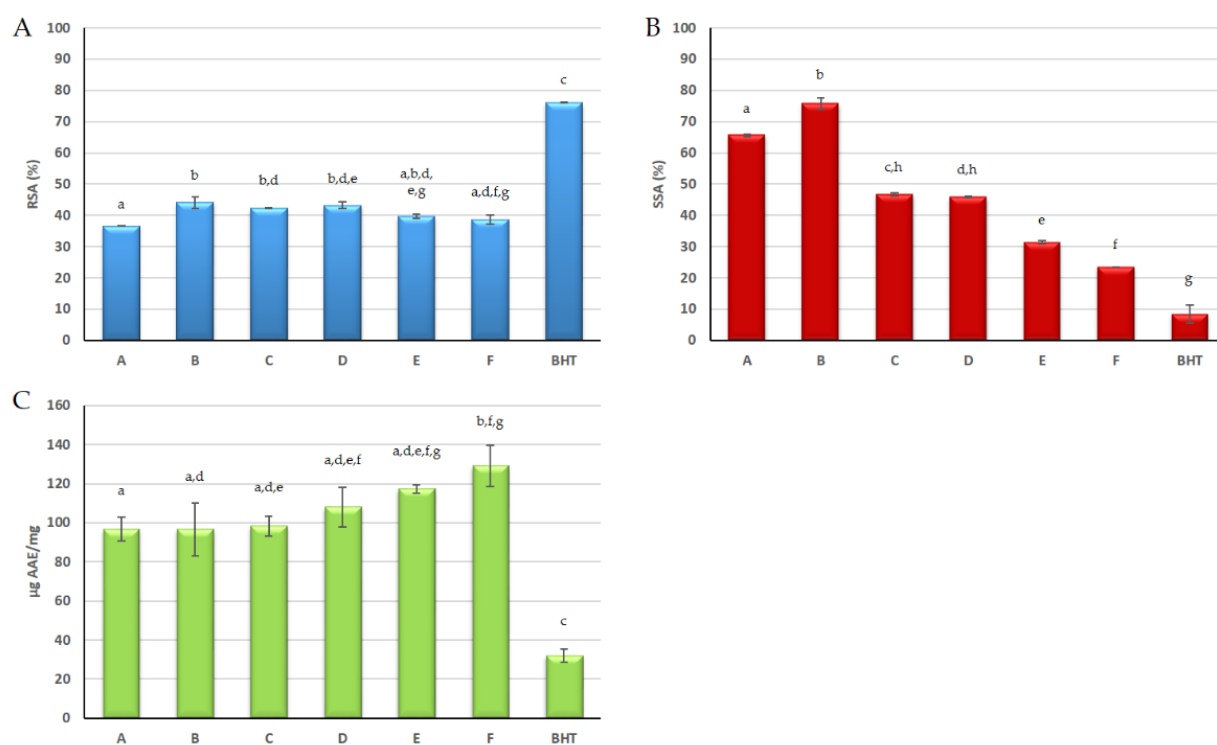 A
100
90
80
70
60
50
40
30
20
10
0
RSA (%)
a
b
b,d
b,d,e
a,b,d,
e,g
a,d,f,g
c
A B C D E F BHT
B
100
90
80
70
60
50
40
30
20
10
0
SSA (%)
a
b
c,h
d,h
e
f
g
A B C D E F BHT
C
160
140
120
100
80
60
40
20
0
µg AAE/mg
a
a,d
a,d,e
a,d,e,f
a,d,e,f,g
b,f,g
c
A B C D E F BHT